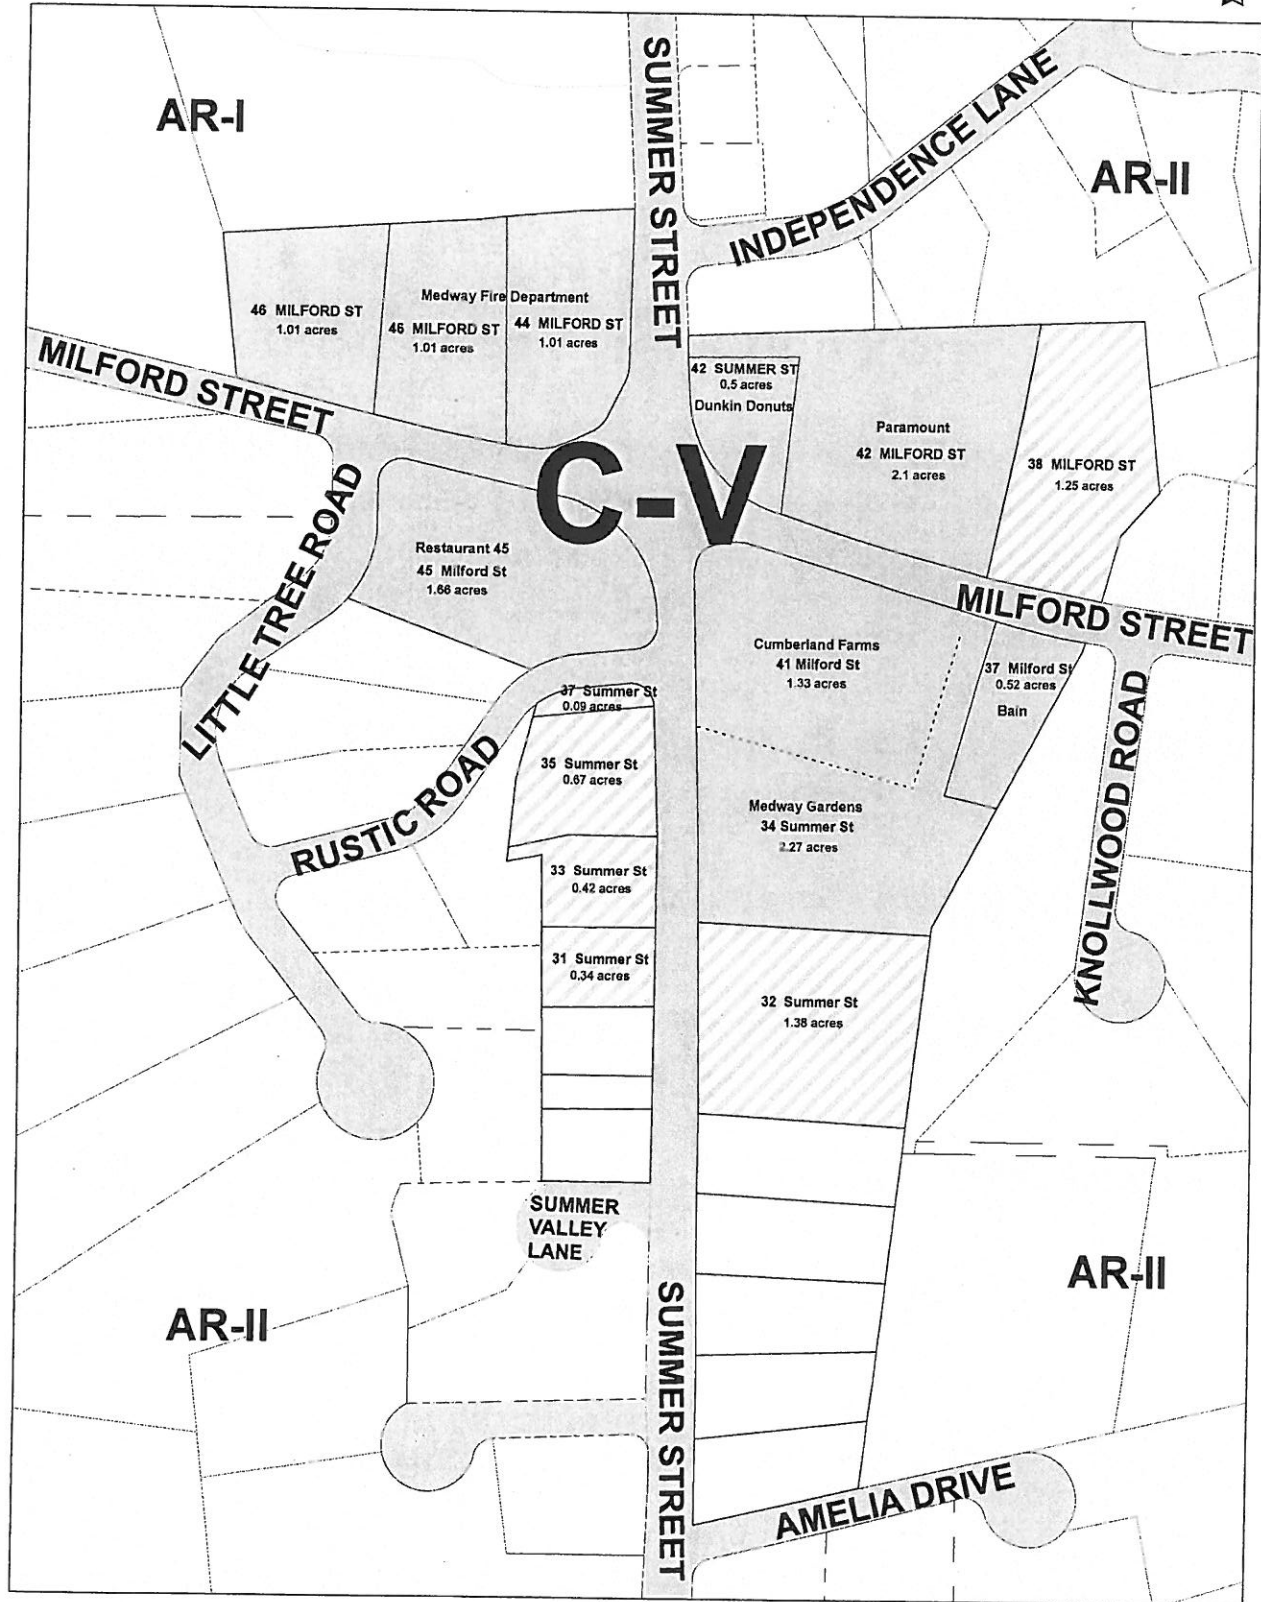 AR-I
SUMMER STREET
INDEPENDENCE LANE
AR-II
46 MILFORD ST
1.01 acres
Medway Fire Department
46 MILFORD ST
1.01 acres
44 MILFORD ST
1.01 acres
MILFORD STREET
42 SUMMER ST
0.5 acres
Dunkin Donuts
Paramount
42 MILFORD ST
2.1 acres
38 MILFORD ST
1.25 acres
C-V
LITTLE TREE ROAD
Restaurant 45
45 Milford St
1.66 acres
MILFORD STREET
Cumberland Farms
41 Milford St
1.33 acres
37 Milford St
0.52 acres
Bain
37 Summer St
0.09 acres
35 Summer St
0.67 acres
RUSTIC ROAD
Medway Gardens
34 Summer St
2.27 acres
KNOLLWOOD ROAD
33 Summer St
0.42 acres
31 Summer St
0.34 acres
32 Summer St
1.38 acres
SUMMER
VALLEY
LANE
AR-II
AR-II
SUMMER STREET
AMELIA DRIVE